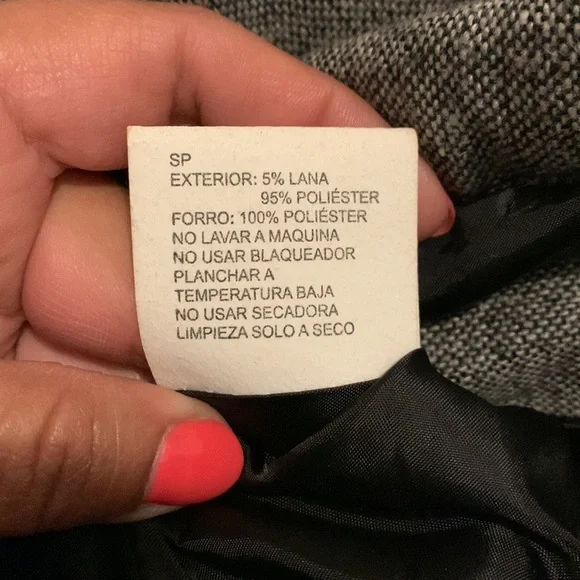 SP
EXTERIOR: 5% LANA
95% POLIÉSTER
FORRO: 100% POLIÉSTER
NO LAVAR A MAQUINA
NO USAR BLAQUEADOR
PLANCHAR A
TEMPERATURA BAJA
NO USAR SECADORA
LIMPIEZA SOLO A SECO